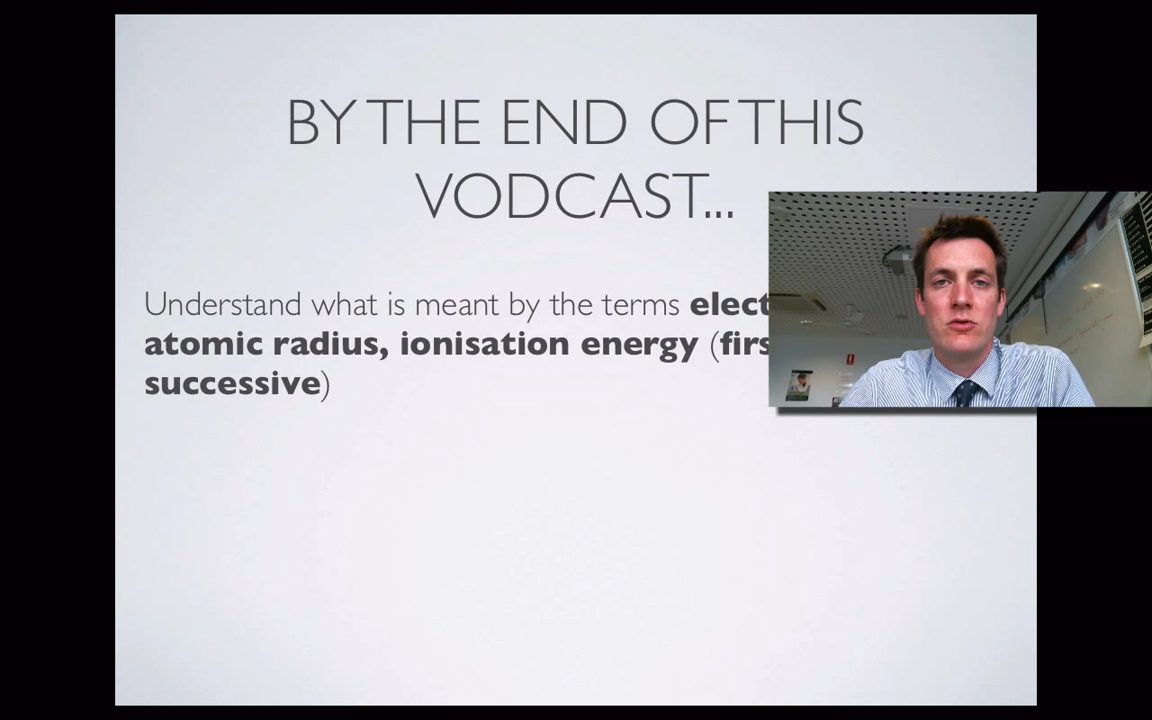 BY THE END OF THIS
VODCAST...
Understand what is meant by the terms
atomic radius, ionisation energy (
successive)